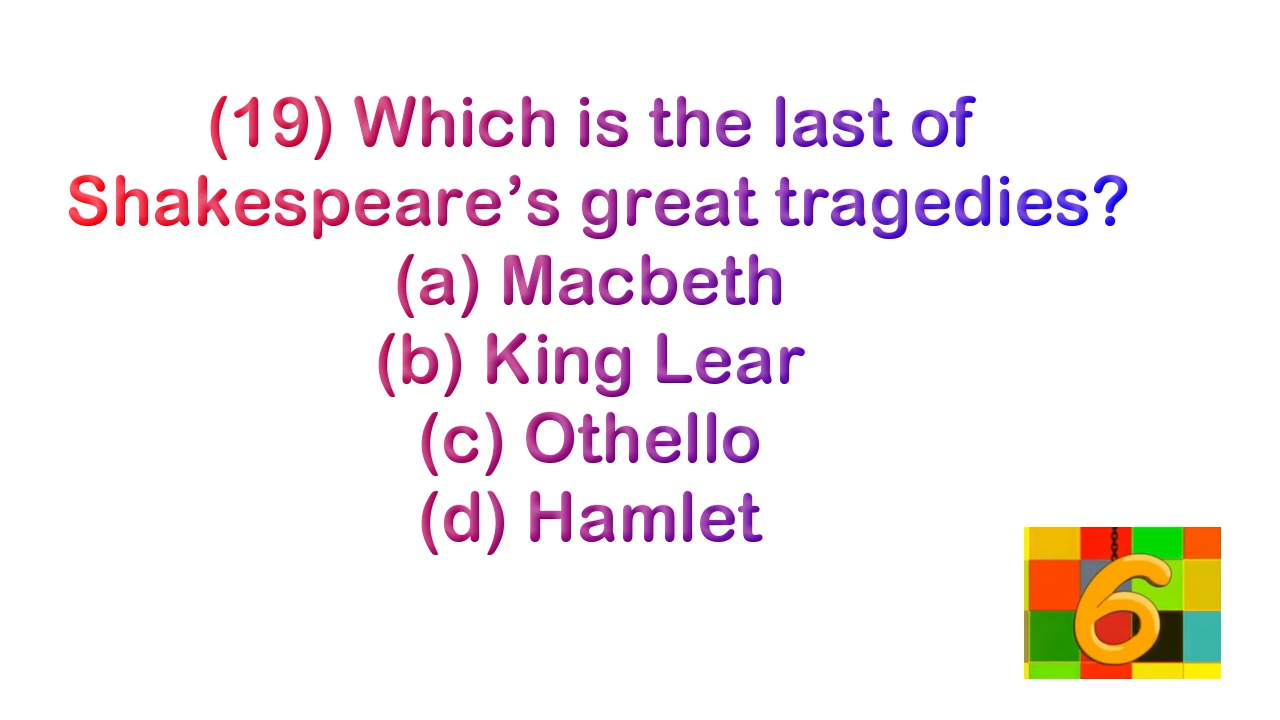 (19) Which is the last of
Shakespeare’s great tragedies?
(a) Macbeth
(b) King Lear
(c) Othello
(d) Hamlet
6